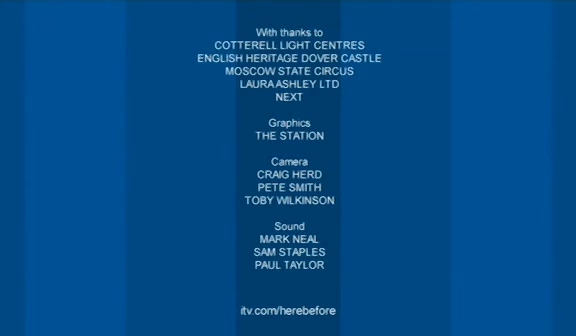 With thanks to
COTTERELL LIGHT CENTRES
ENGLISH HERITAGE DOVER CASTLE
MOSCOW STATE CIRCUS
LAURA ASHLEY LTD
NEXT
Graphics
THE STATION
Camera
CRAIG HERD
PETE SMITH
TOBY WILKINSON
Sound
MARK NEAL
SAM STAPLES
PAUL TAYLOR
itv.com/herebefore